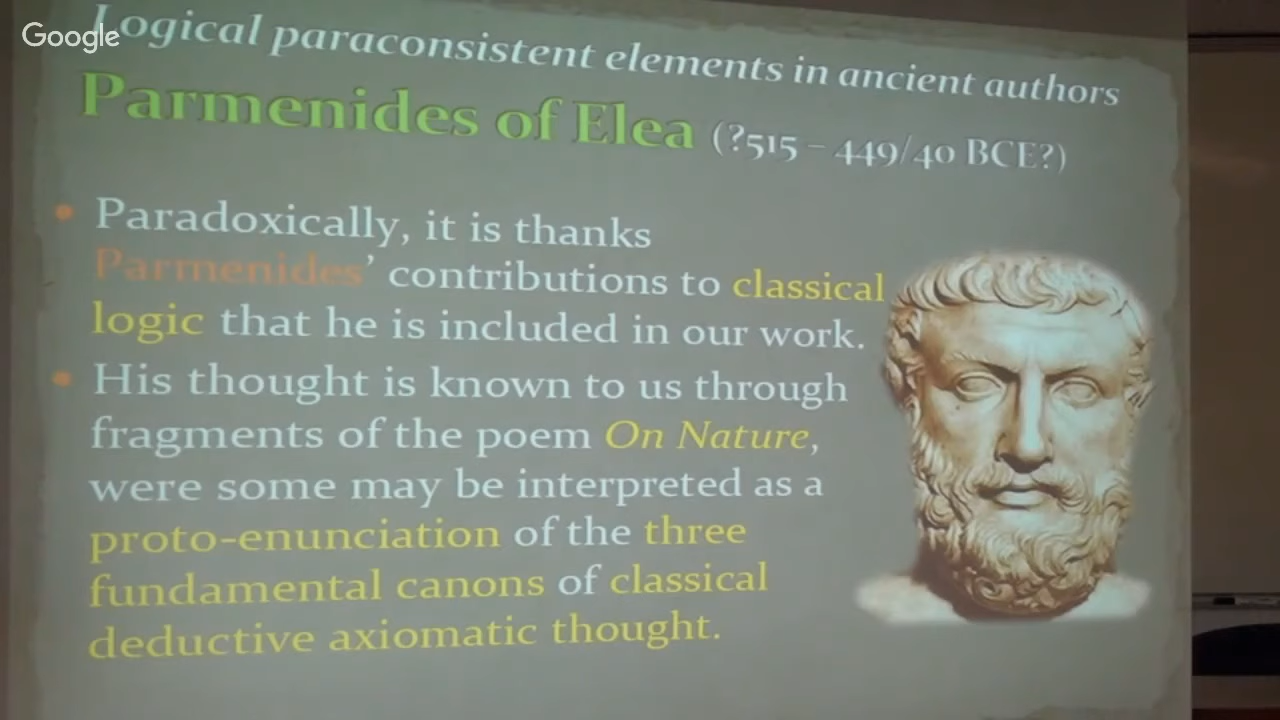 Google
Logical paraconsistent elements in ancient authors
Parmenides of Elea (?515 – 449/40 BCE?)
• Paradoxically, it is thanks
Parmenides' contributions to classical
logic that he is included in our work.
• His thought is known to us through
fragments of the poem On Nature,
were some may be interpreted as a
proto-enunciation of the three
fundamental canons of classical
deductive axiomatic thought.